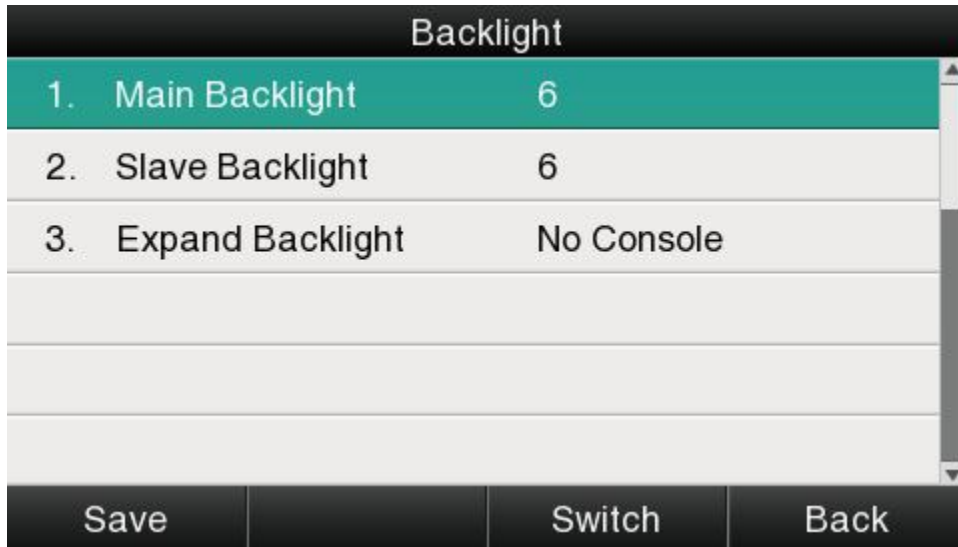 Backlight
1. Main Backlight 6
2. Slave Backlight 6
3. Expand Backlight No Console
Save Switch Back